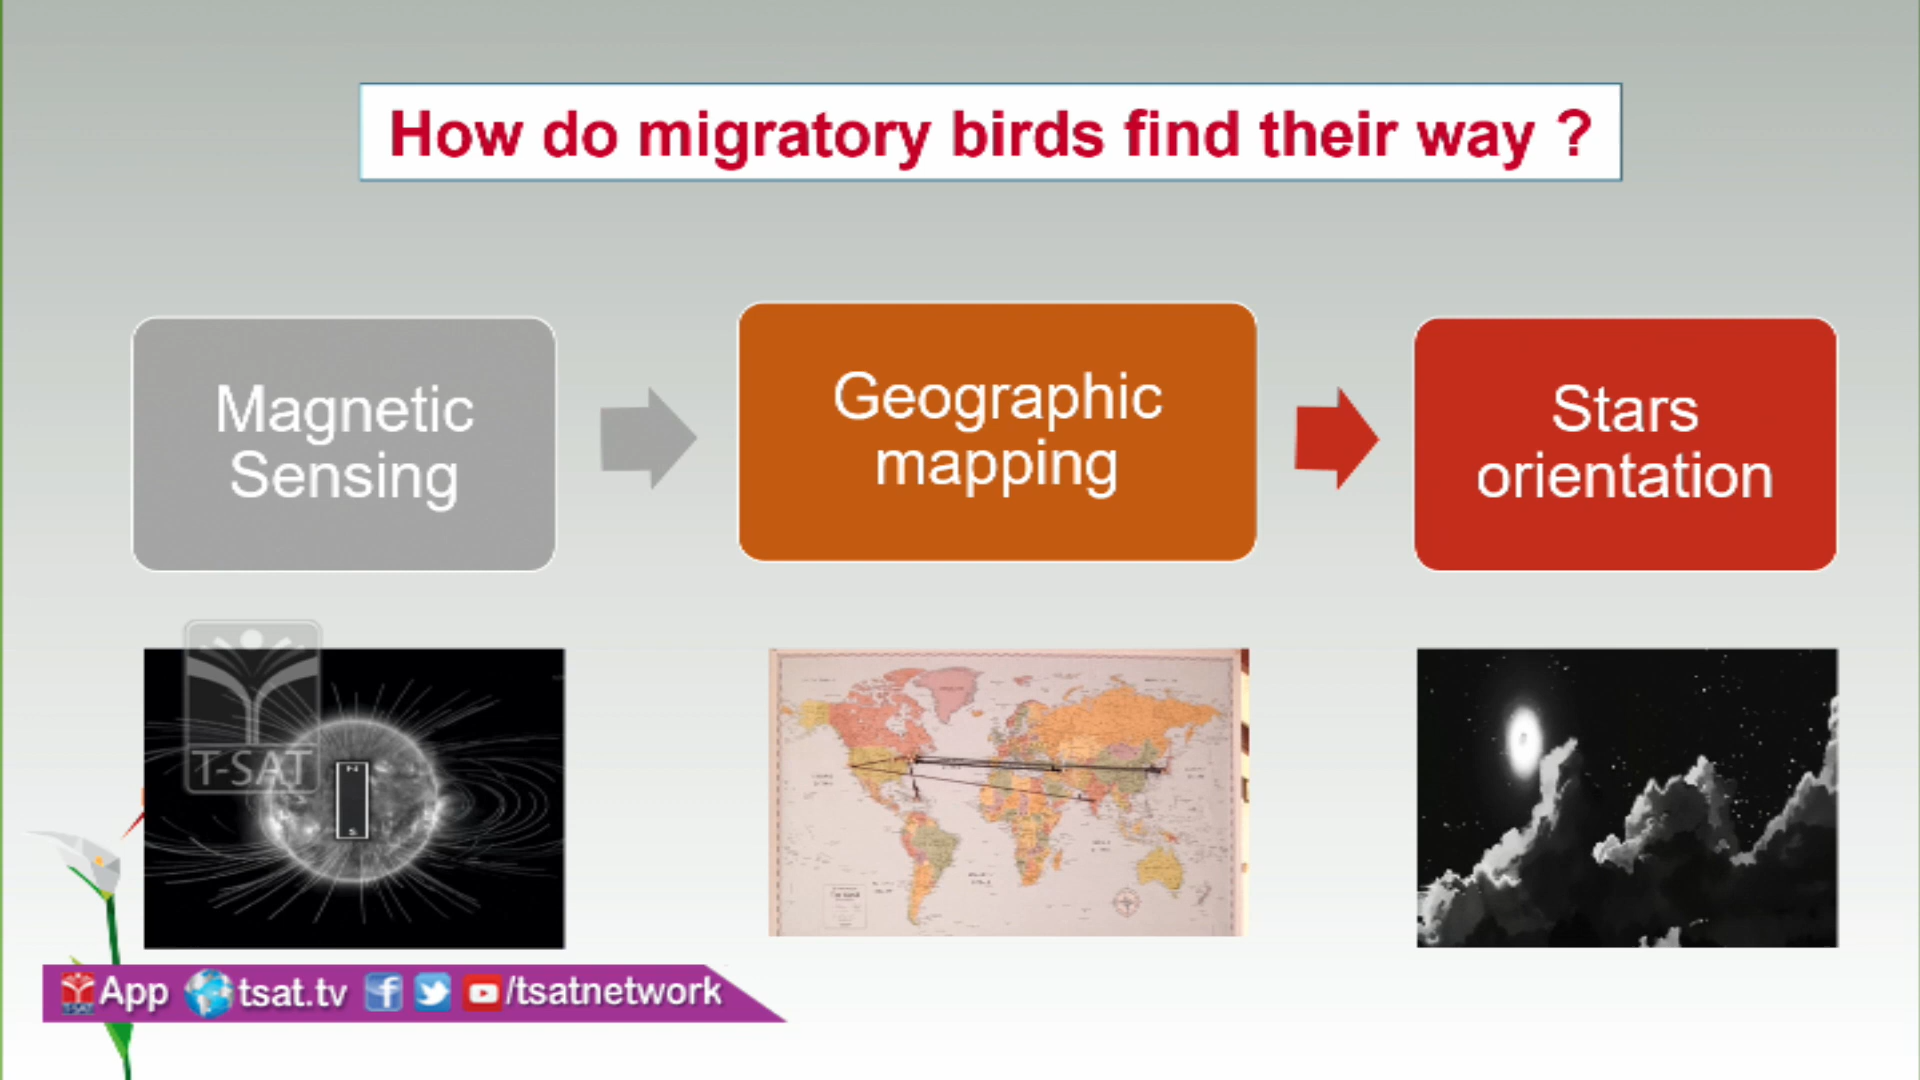 How do migratory birds find their way ?
Magnetic
Sensing
Geographic
mapping
Stars
orientation
T-SAT
N
S
App tsat.tv /tsatnetwork